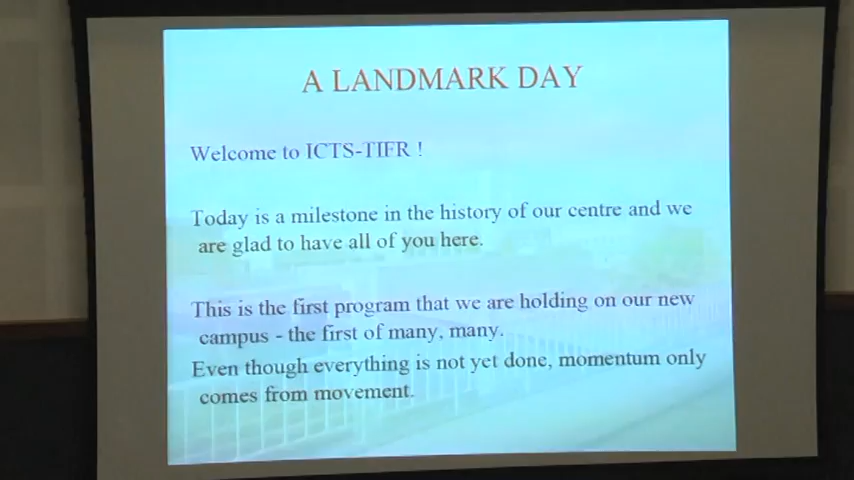 A LANDMARK DAY
Welcome to ICTS-TIFR !
Today is a milestone in the history of our centre and we
are glad to have all of you here.
This is the first program that we are holding on our new
campus - the first of many, many.
Even though everything is not yet done, momentum only
comes from movement.